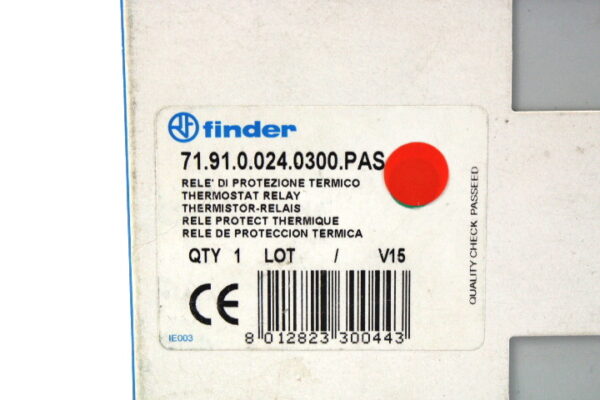 finder
71.91.0.024.0300.PAS
RELE' DI PROTEZIONE TERMICO
THERMOSTAT RELAY
THERMISTOR-RELAIS
RELE PROTECT THERMIQUE
RELE DE PROTECCION TERMICA
QTY 1 LOT / V15
CE
IE003
8 012823 300443
QUALITY CHECK PASSEED